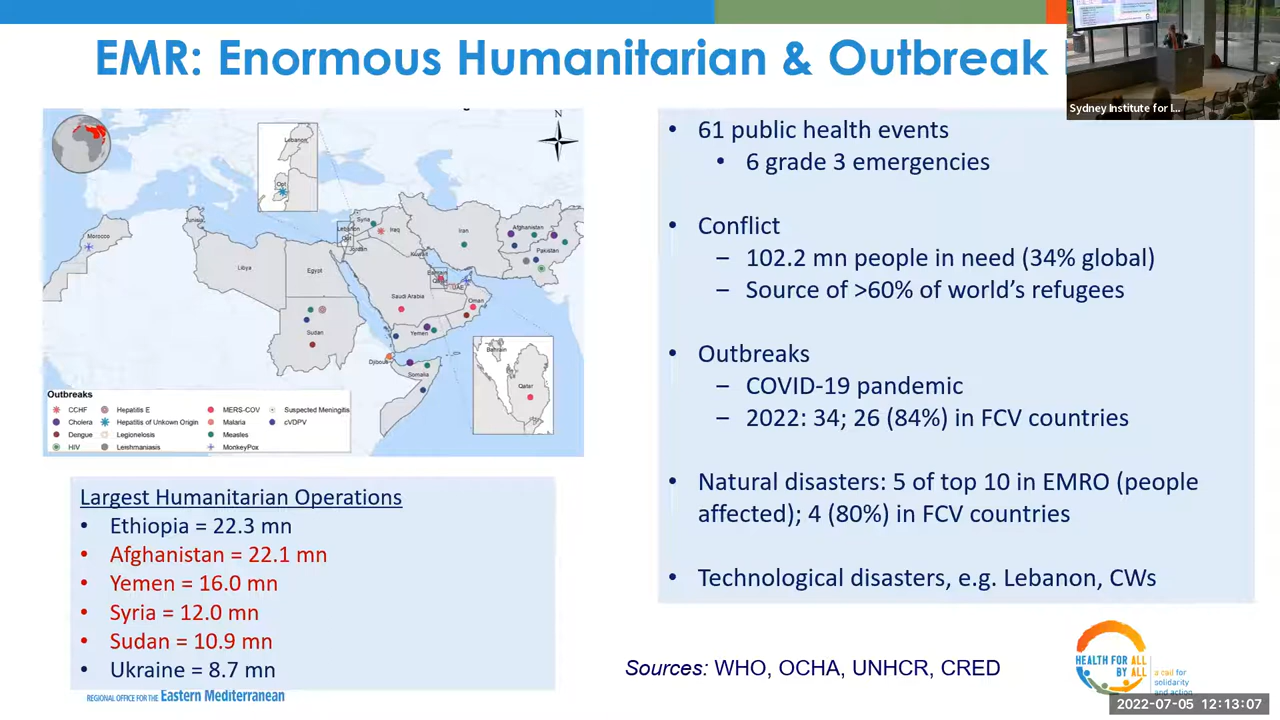 EMR: Enormous Humanitarian & Outbreak
Sydney Institute for I...
N
Lebanon
Opt
Tunisia
Morocco
Syria
Lebanon
Iraq
Iran
Afghanistan
Opt
Jordan
Kuwait
Pakistan
Libya
Egypt
Bahrain
Qatar
UAE
Saudi Arabia
Oman
Sudan
Yemen
Djibouti
Somalia
Bahrain
Qatar
Outbreaks
CCHF
Hepatitis E
MERS-COV
Suspected Meningitis
Cholera
Hepatitis of Unkown Origin
Malaria
cVDPV
Dengue
Legionelosis
Measles
HIV
Leishmaniasis
MonkeyPox
Largest Humanitarian Operations
• Ethiopia = 22.3 mn
• Afghanistan = 22.1 mn
• Yemen = 16.0 mn
• Syria = 12.0 mn
• Sudan = 10.9 mn
• Ukraine = 8.7 mn
REGIONAL OFFICE FOR THE Eastern Mediterranean
• 61 public health events
• 6 grade 3 emergencies
• Conflict
– 102.2 mn people in need (34% global)
– Source of >60% of world's refugees
• Outbreaks
– COVID-19 pandemic
– 2022: 34; 26 (84%) in FCV countries
• Natural disasters: 5 of top 10 in EMRO (people
affected); 4 (80%) in FCV countries
• Technological disasters, e.g. Lebanon, CWs
Sources: WHO, OCHA, UNHCR, CRED
HEALTH FOR ALL
BY ALL
a call for
solidarity
and action
2022-07-05 12:13:07